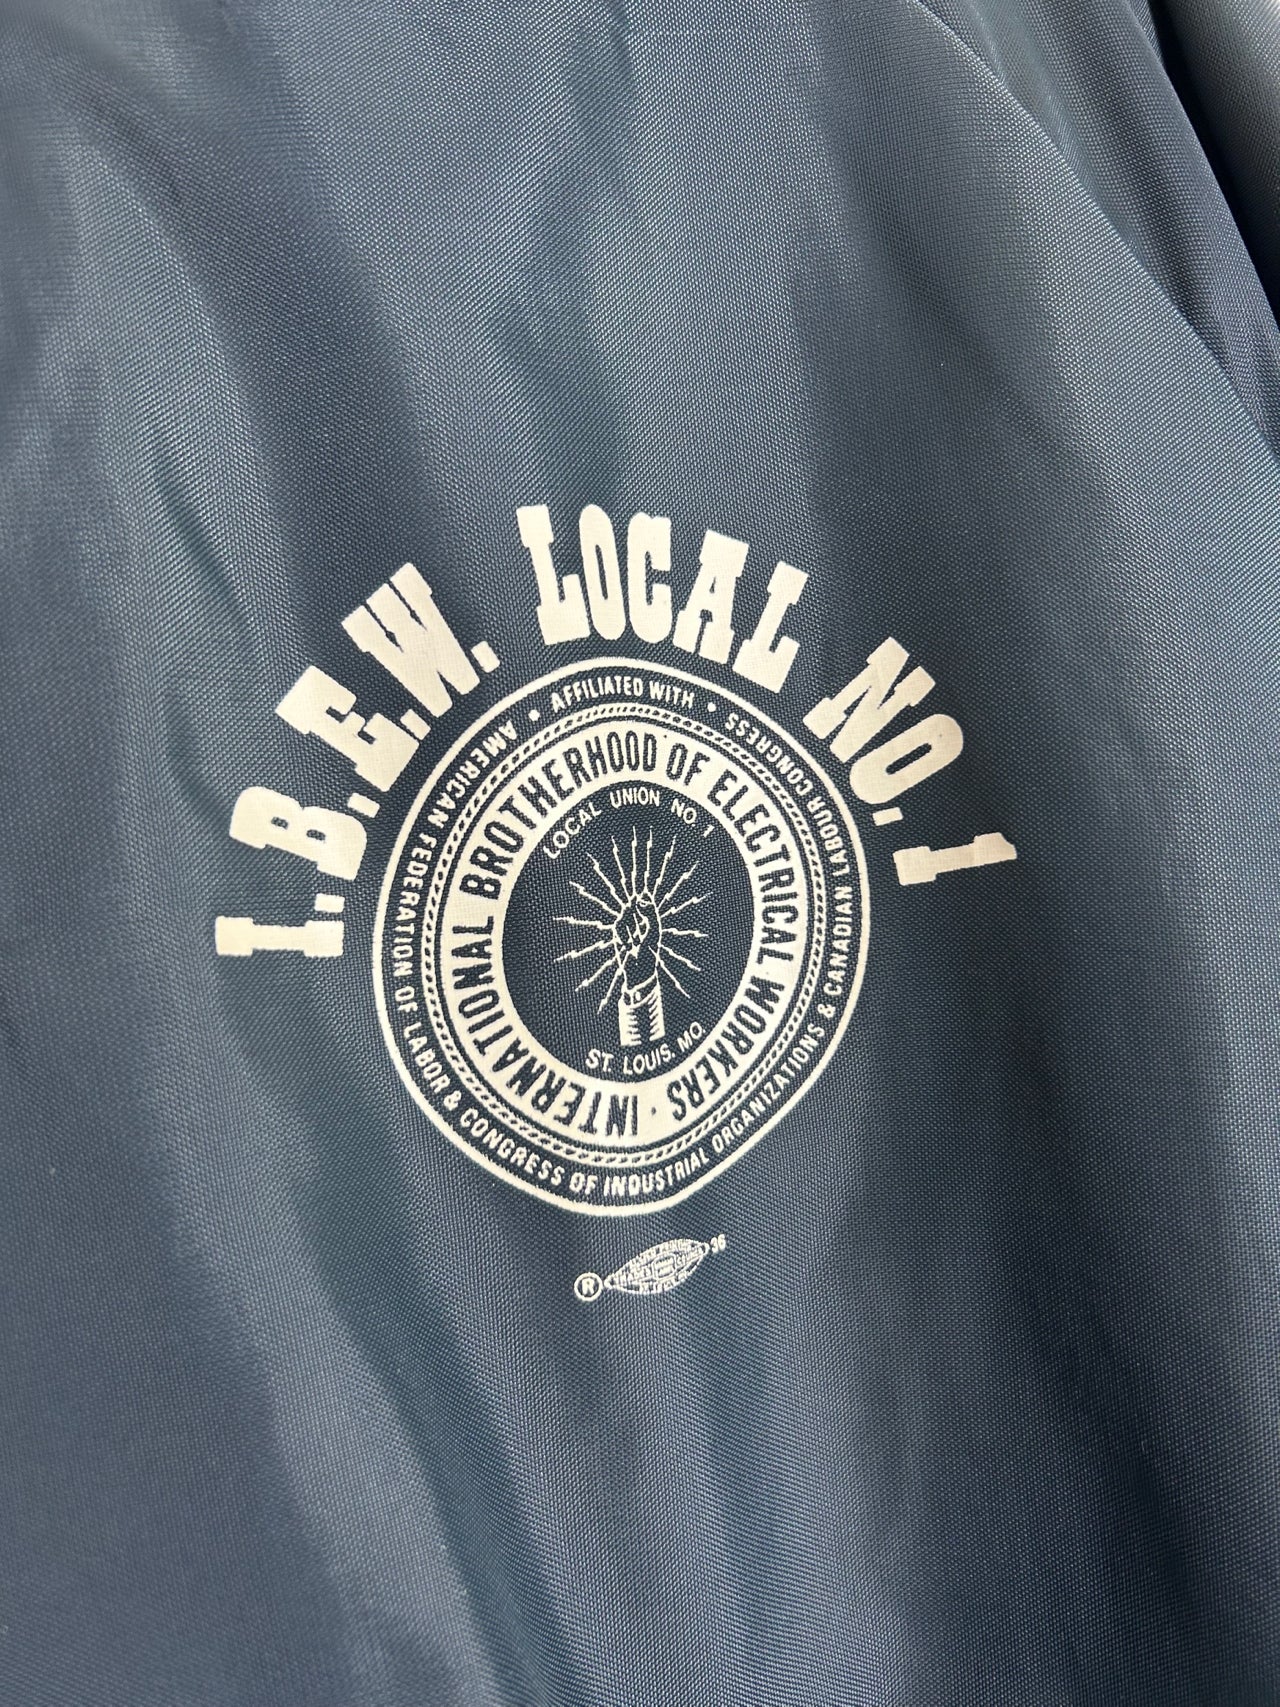 I.B.E.W. LOCAL NO. 1
AFFILIATED WITH • AMERICAN FEDERATION OF LABOR & CONGRESS OF INDUSTRIAL ORGANIZATIONS & CANADIAN LABOUR CONGRESS •
INTERNATIONAL BROTHERHOOD OF ELECTRICAL WORKERS •
LOCAL UNION NO 1
ST. LOUIS, MO.
® 36